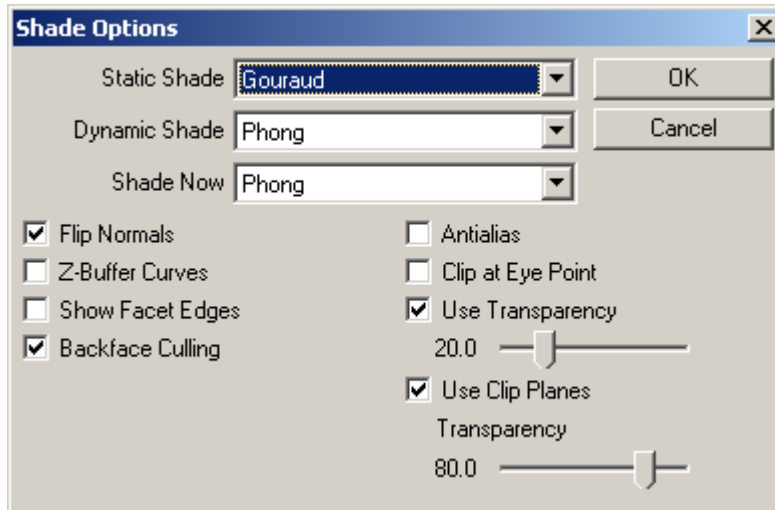 Shade Options
Static Shade Gouraud OK
Dynamic Shade Phong Cancel
Shade Now Phong
Flip Normals Antialias
Z-Buffer Curves Clip at Eye Point
Show Facet Edges Use Transparency
Backface Culling 20.0
Use Clip Planes
Transparency
80.0